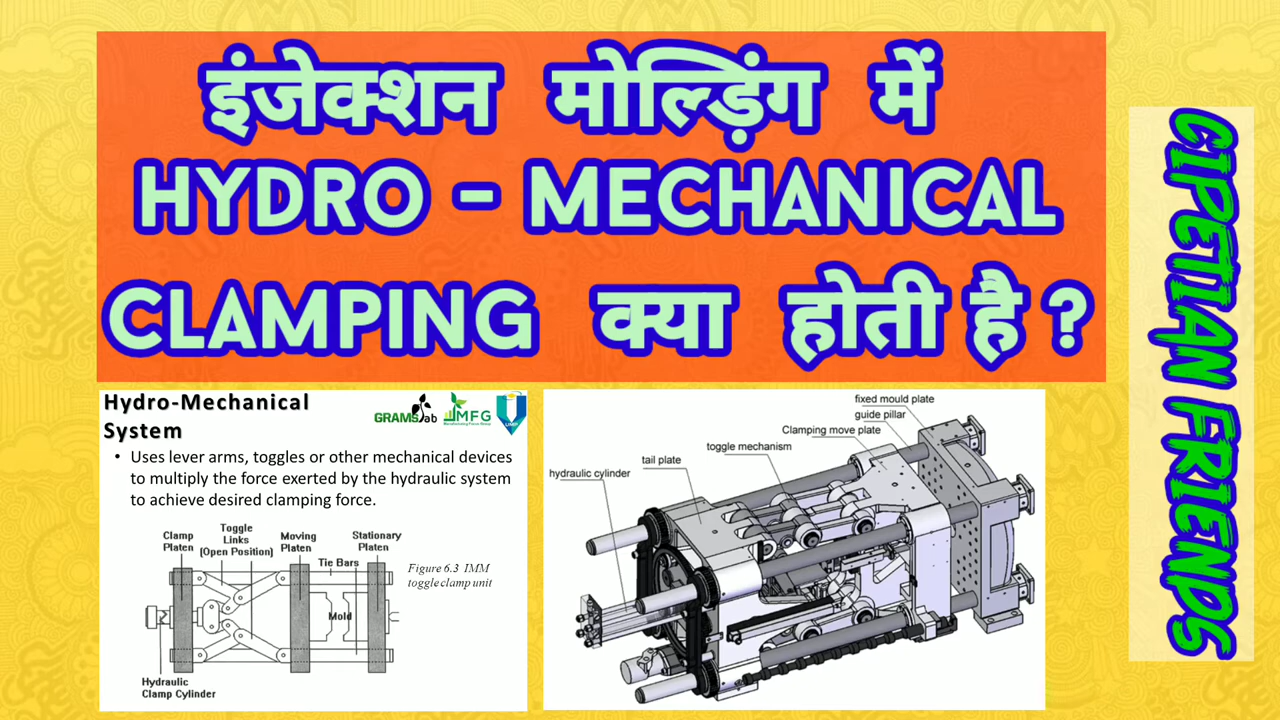 इंजेक्शन मोल्ड़िंग में
HYDRO - MECHANICAL
CLAMPING क्या होती है ?
CIPETIAN FRIENDS
Hydro-Mechanical
System
GRAMSLab
MFG
Manufacturing Focus Group
UMP
• Uses lever arms, toggles or other mechanical devices
to multiply the force exerted by the hydraulic system
to achieve desired clamping force.
Clamp
Platen
Toggle
Links
(Open Position)
Moving
Platen
Stationary
Platen
Tie Bars
Mold
Hydraulic
Clamp Cylinder
Figure 6.3 IMM
toggle clamp unit
fixed mould plate
guide pillar
Clamping move plate
toggle mechanism
tail plate
hydraulic cylinder